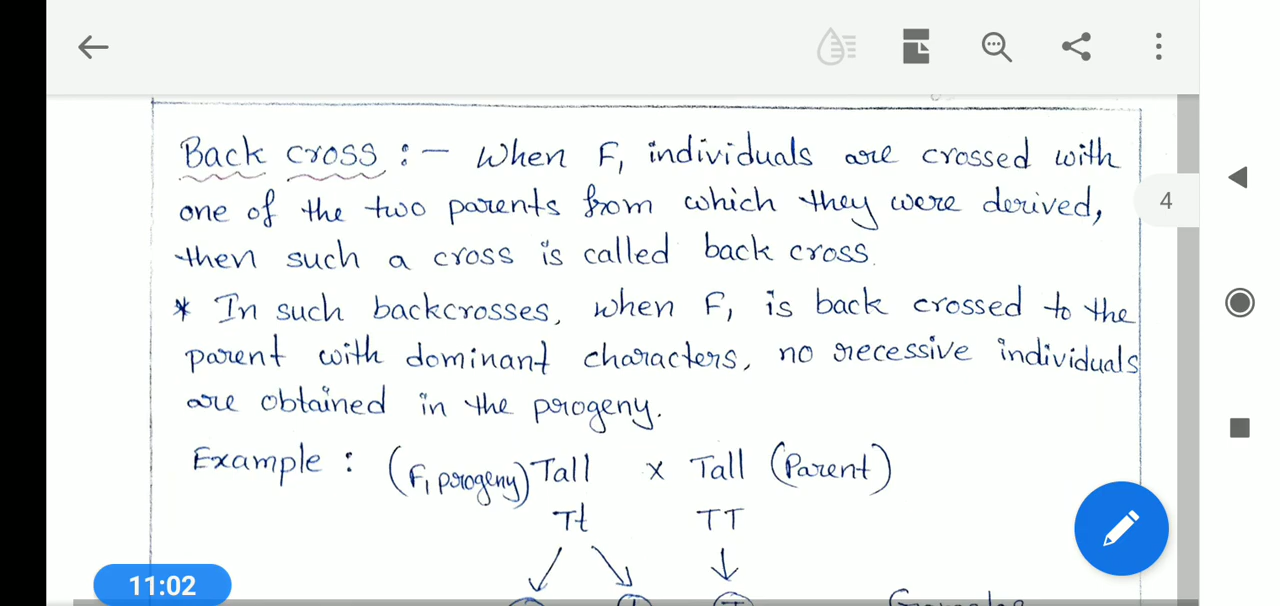 Back cross :- When F1 individuals are crossed with
4
one of the two parents from which they were derived,
then such a cross is called back cross.
* In such backcrosses, when F1 is back crossed to the
parent with dominant characters, no recessive individuals
are obtained in the progeny.
Example : (F1 progeny) Tall x Tall (Parent)
Tt TT
11:02